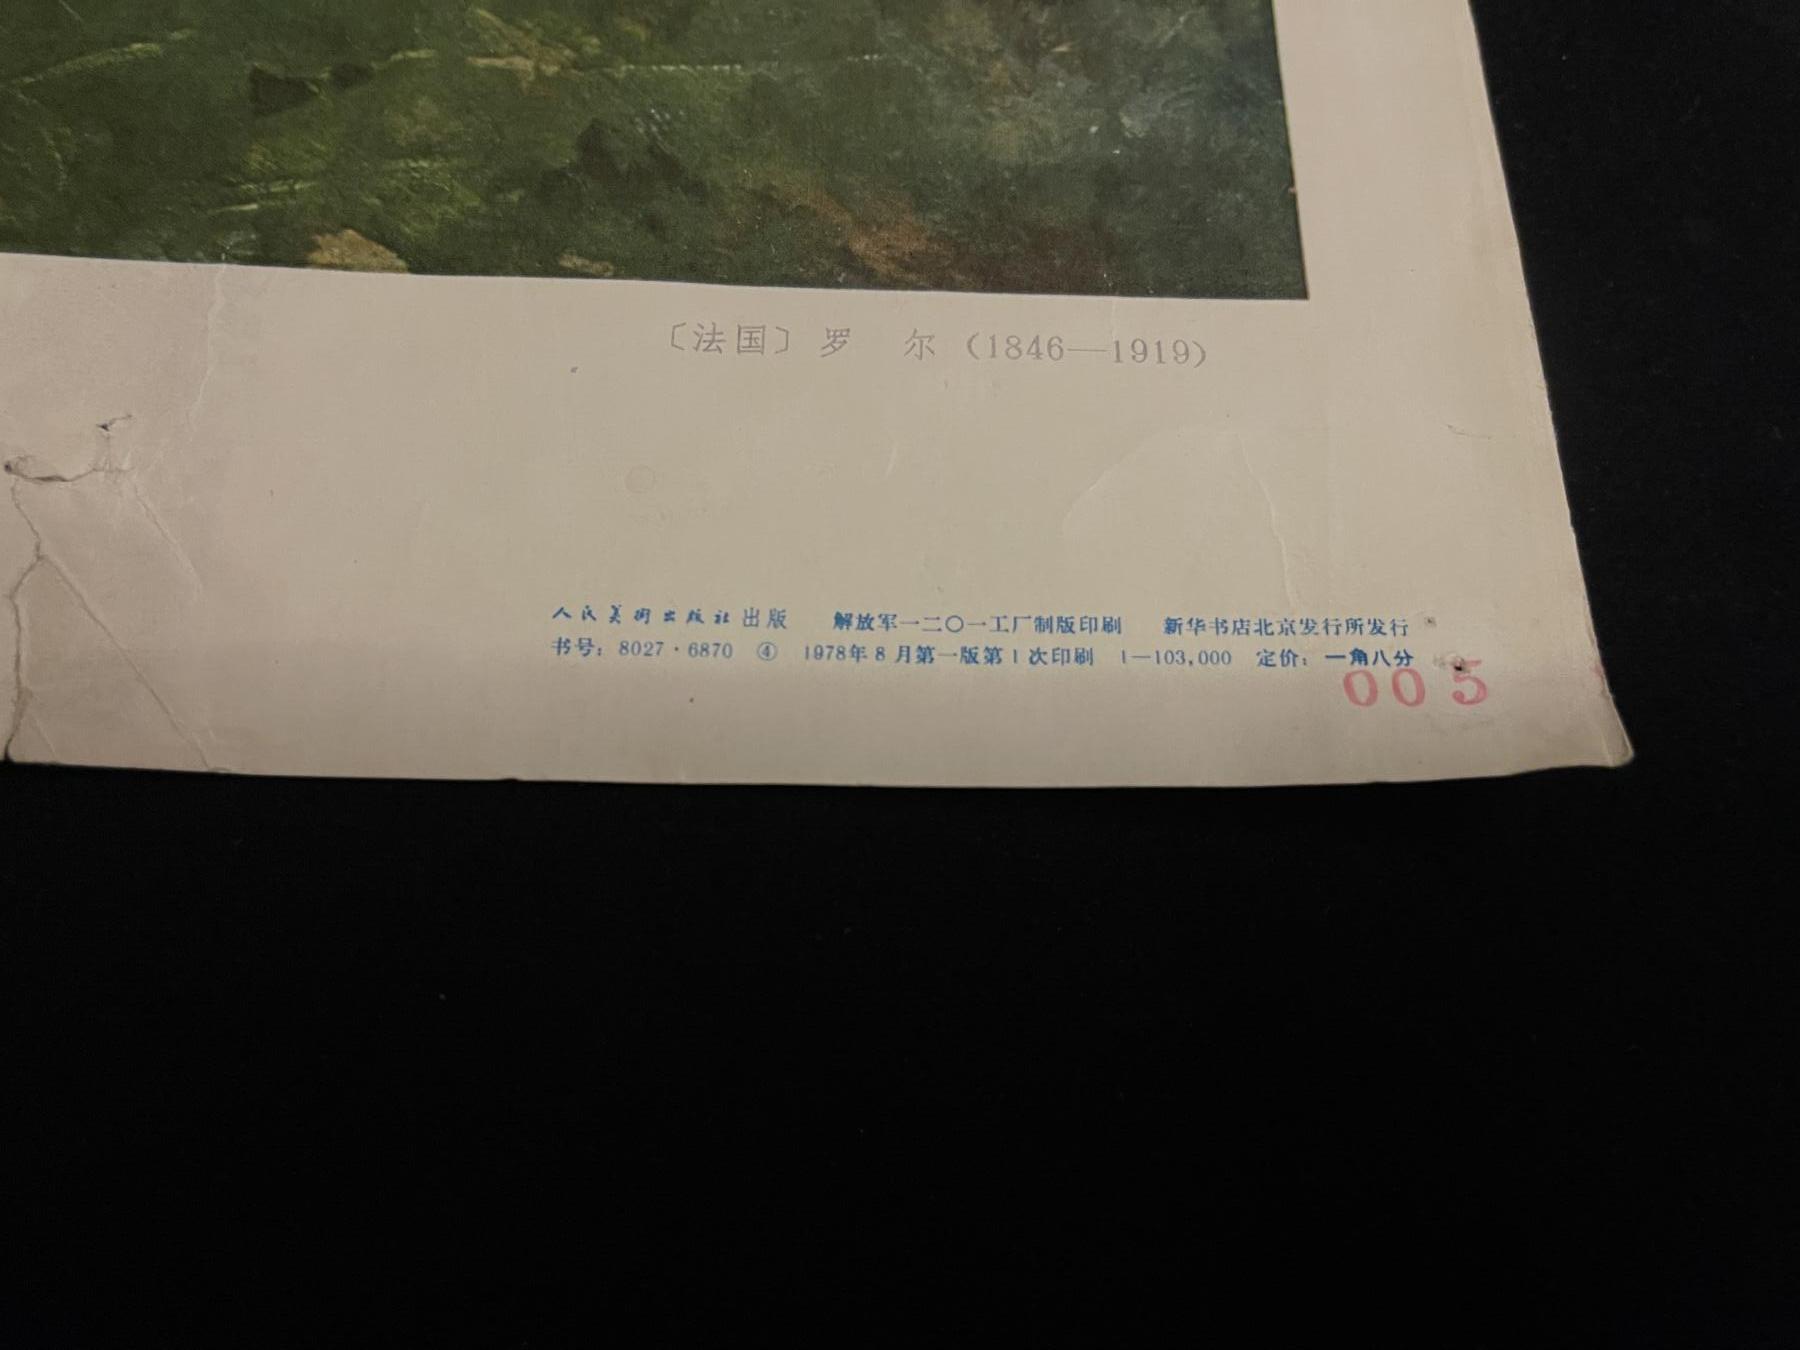 〔法国〕罗　尔（1846—1919）
人民美術出版社出版　解放军一二〇一工厂制版印刷　新华书店北京发行所发行
书号：8027·6870　④　1978年8月第一版第1次印刷　1—103,000　定价：一角八分
005